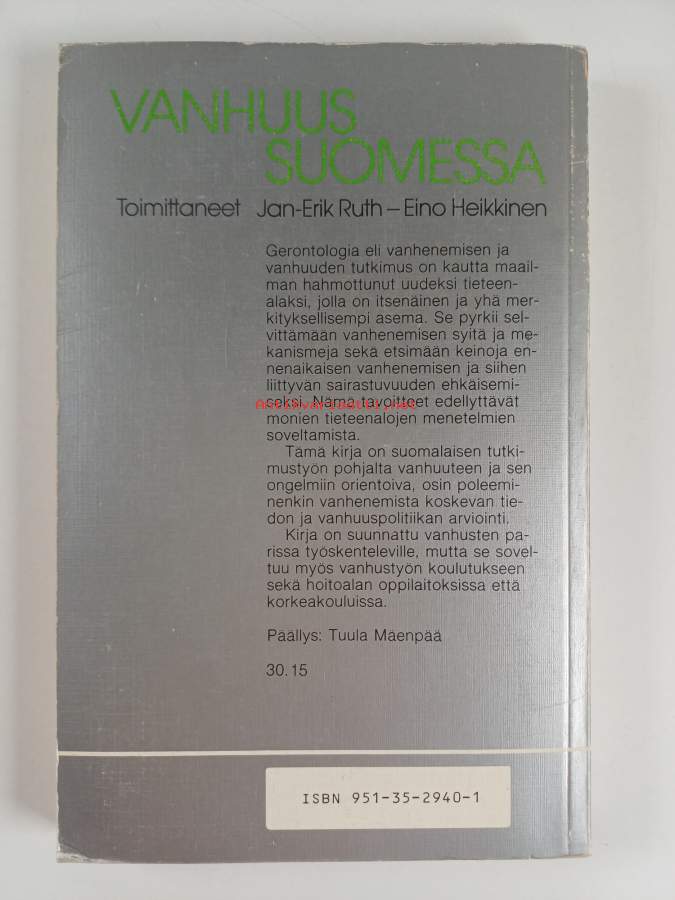 VANHUUS
SUOMESSA
Toimittaneet Jan-Erik Ruth – Eino Heikkinen
Gerontologia eli vanhenemisen ja
vanhuuden tutkimus on kautta maail-
man hahmottunut uudeksi tieteen-
alaksi, jolla on itsenäinen ja yhä mer-
kityksellisempi asema. Se pyrkii sel-
vittämään vanhenemisen syitä ja me-
kanismeja sekä etsimään keinoja en-
nenaikaisen vanhenemisen ja siihen
liittyvän sairastuvuuden ehkäisemi-
seksi. Nämä tavoitteet edellyttävät
Antikvariaatti.net
monien tieteenalojen menetelmien
soveltamista.
Tämä kirja on suomalaisen tutki-
mustyön pohjalta vanhuuteen ja sen
ongelmiin orientoiva, osin poleemi-
nenkin vanhenemista koskevan tie-
don ja vanhuuspolitiikan arviointi.
Kirja on suunnattu vanhusten pa-
rissa työskenteleville, mutta se sovel-
tuu myös vanhustyön koulutukseen
sekä hoitoalan oppilaitoksissa että
korkeakouluissa.
Päällys: Tuula Mäenpää
30.15
ISBN 951-35-2940-1